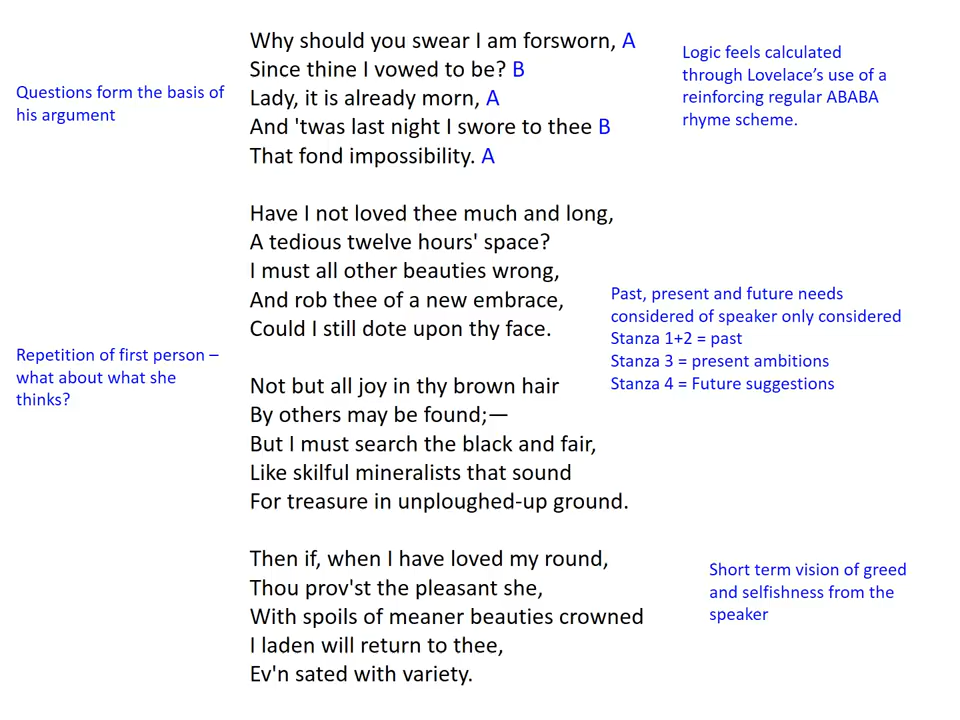 Why should you swear I am forsworn, A
Since thine I vowed to be? B
Lady, it is already morn, A
And 'twas last night I swore to thee B
That fond impossibility. A
Questions form the basis of
his argument
Logic feels calculated
through Lovelace's use of a
reinforcing regular ABABA
rhyme scheme.
Have I not loved thee much and long,
A tedious twelve hours' space?
I must all other beauties wrong,
And rob thee of a new embrace,
Could I still dote upon thy face.
Past, present and future needs
considered of speaker only considered
Stanza 1+2 = past
Stanza 3 = present ambitions
Stanza 4 = Future suggestions
Repetition of first person –
what about what she
thinks?
Not but all joy in thy brown hair
By others may be found;—
But I must search the black and fair,
Like skilful mineralists that sound
For treasure in unploughed-up ground.
Then if, when I have loved my round,
Thou prov'st the pleasant she,
With spoils of meaner beauties crowned
I laden will return to thee,
Ev'n sated with variety.
Short term vision of greed
and selfishness from the
speaker